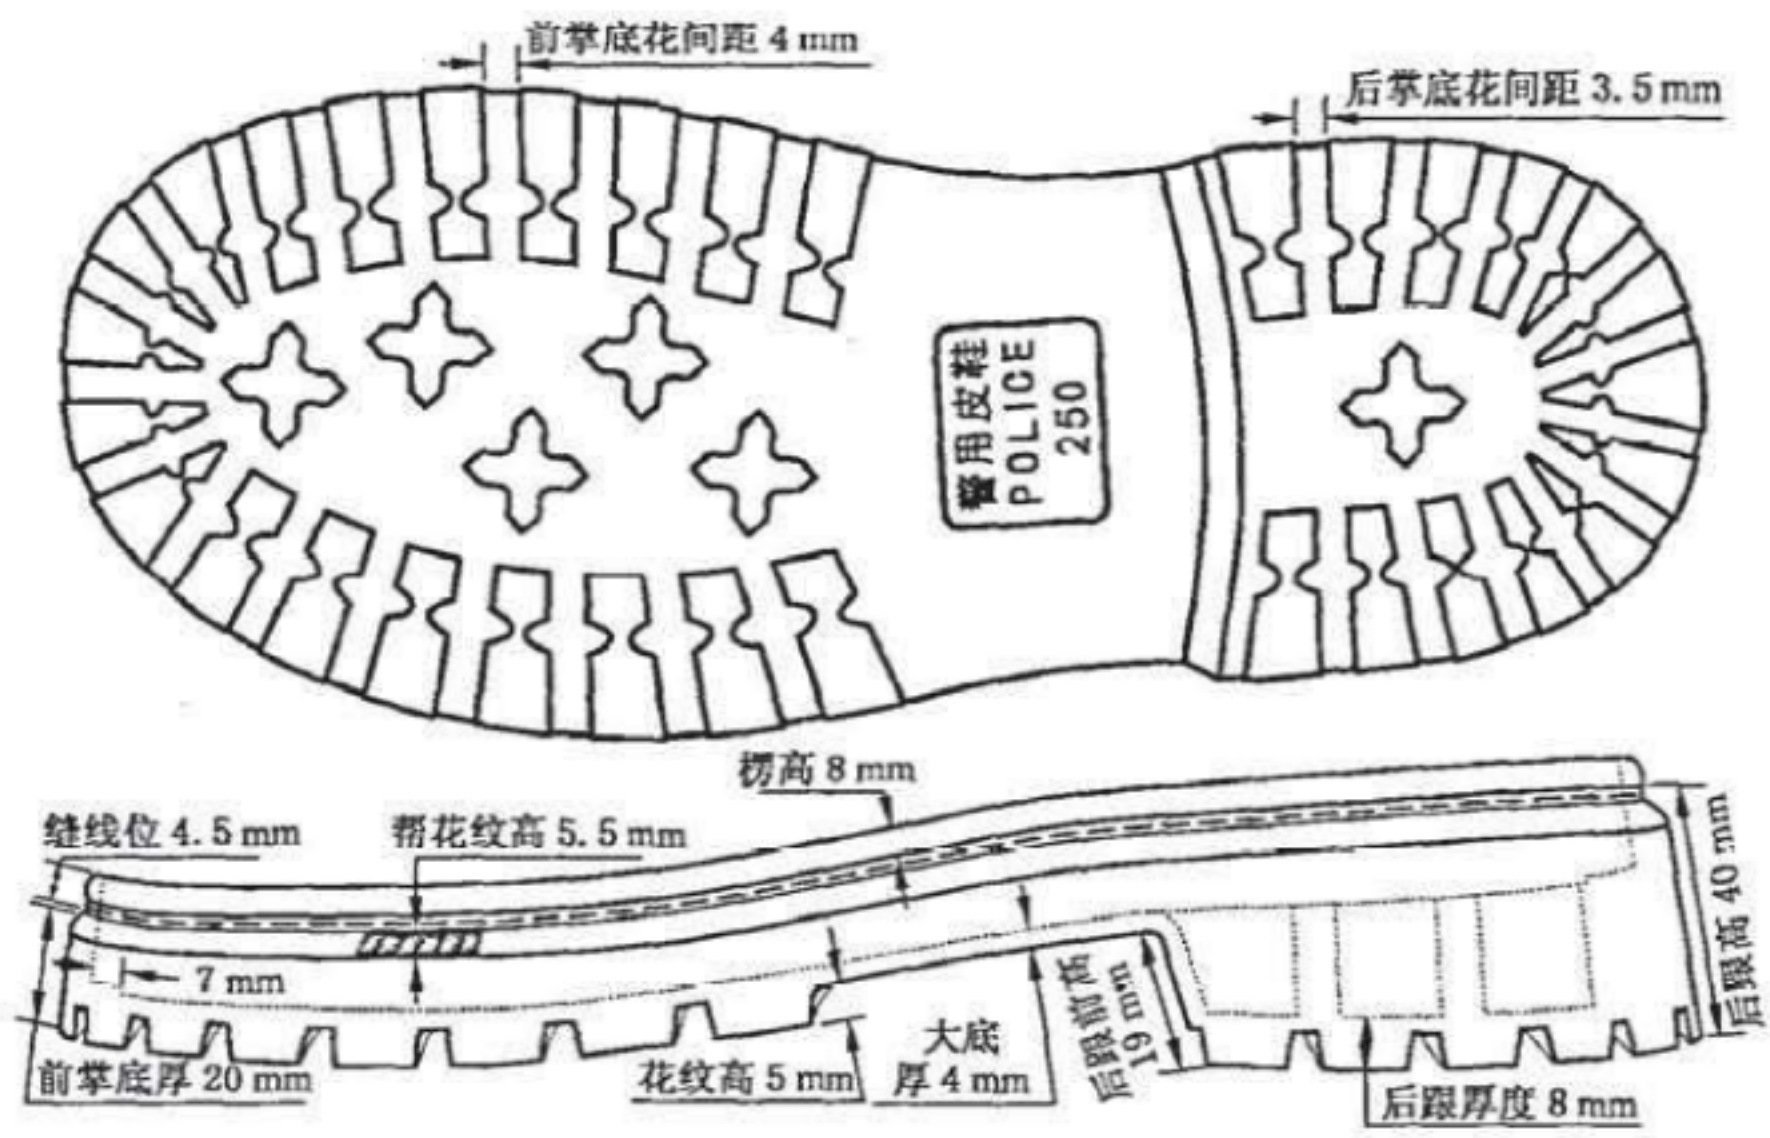 前掌底花间距 4 mm
后掌底花间距 3.5 mm
警用皮鞋
POLICE
250
楞高 8 mm
缝线位 4.5 mm
帮花纹高 5.5 mm
7 mm
前掌底厚 20 mm
花纹高 5 mm
大底
厚 4 mm
后跟前高
19 mm
后跟高 40 mm
后跟厚度 8 mm